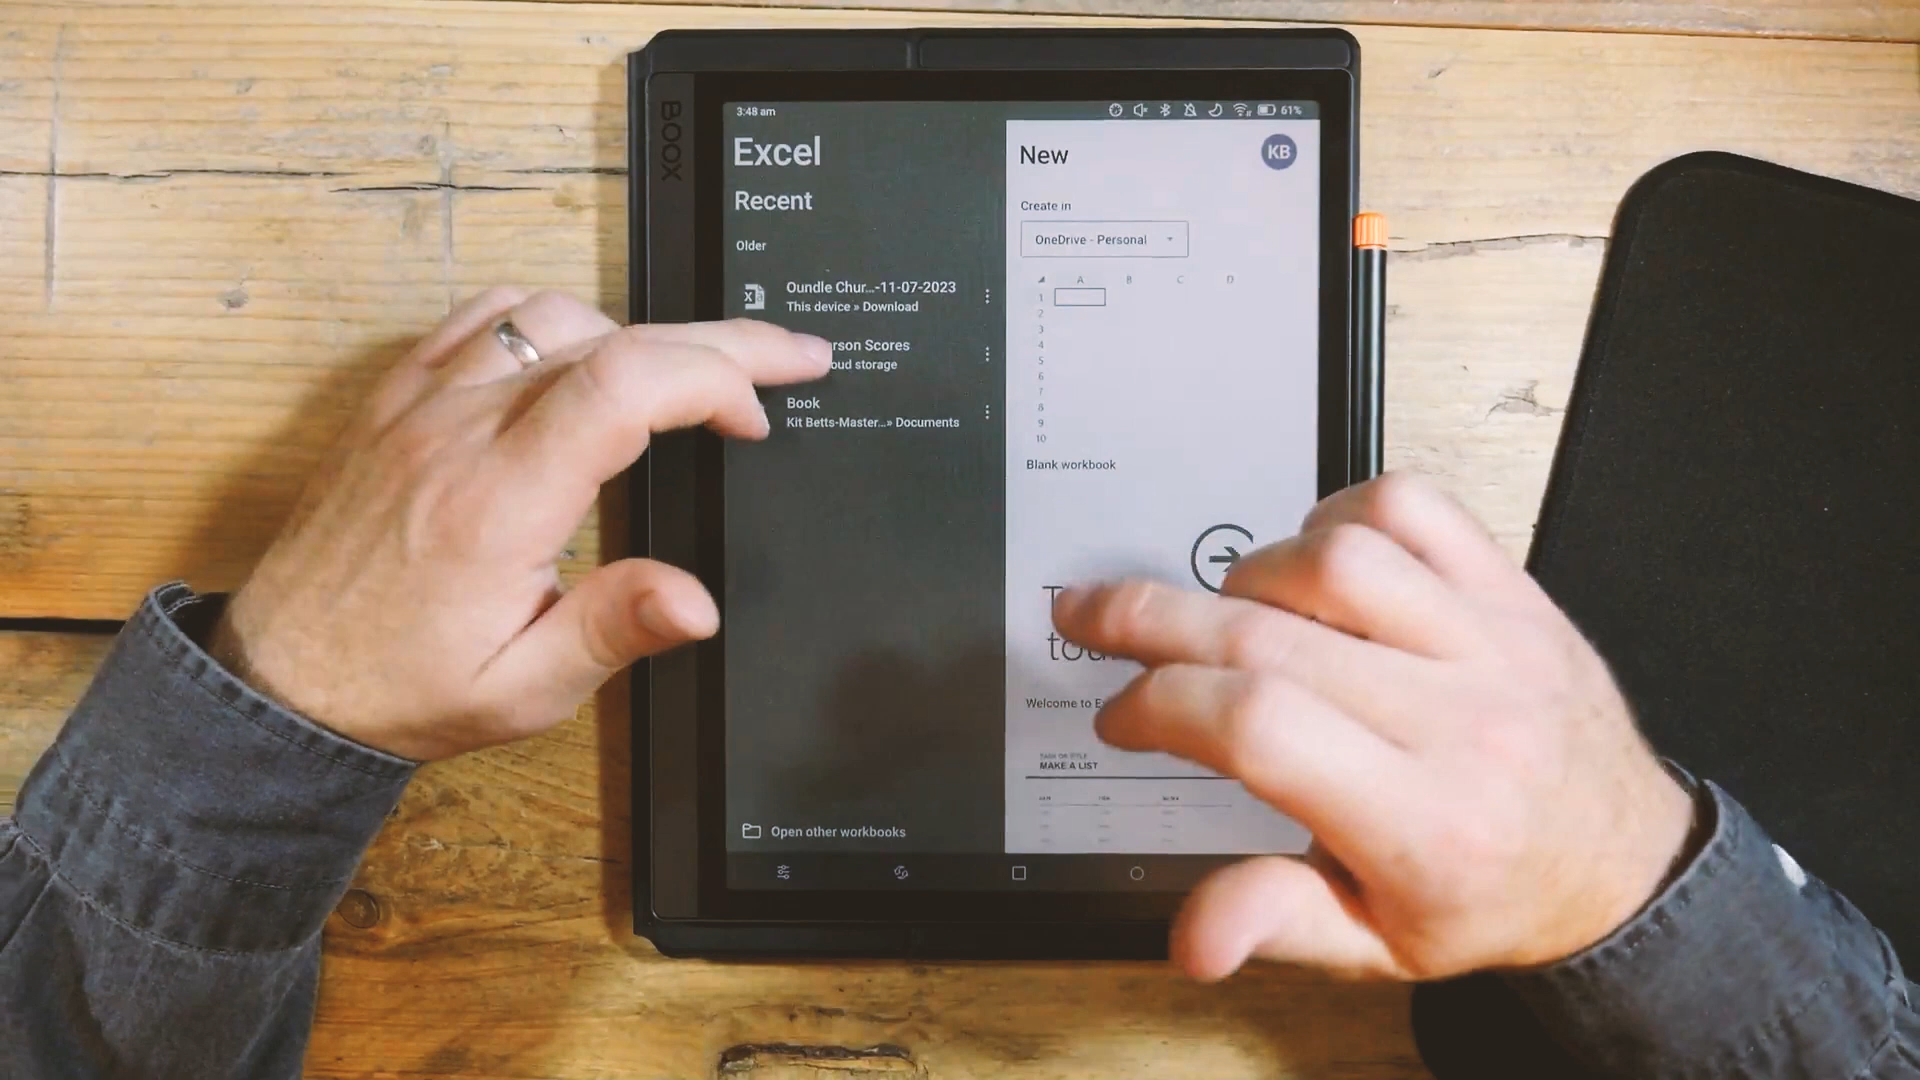 BOOX
3:48 am
61%
Excel
Recent
Older
Oundle Chur...-11-07-2023
This device » Download
Scores
storage
Book
Kit Betts-Master...» Documents
Open other workbooks
New
KB
Create in
OneDrive - Personal
A B C D
1
2
3
4
5
6
7
8
9
10
Blank workbook
Welcome to
MAKE A LIST